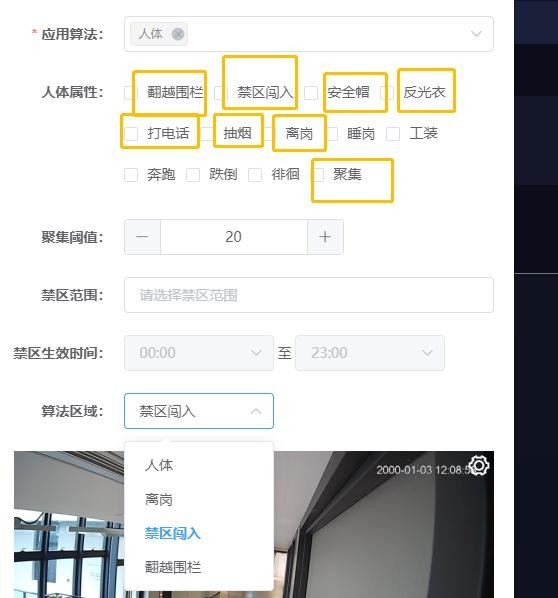 * 应用算法： 人体
人体属性： 翻越围栏 禁区闯入 安全帽 反光衣
打电话 抽烟 离岗 睡岗 工装
奔跑 跌倒 徘徊 聚集
聚集阈值： 20
禁区范围： 请选择禁区范围
禁区生效时间： 00:00 至 23:00
算法区域： 禁区闯入
人体
2000-01-03 12:08:5
离岗
禁区闯入
翻越围栏